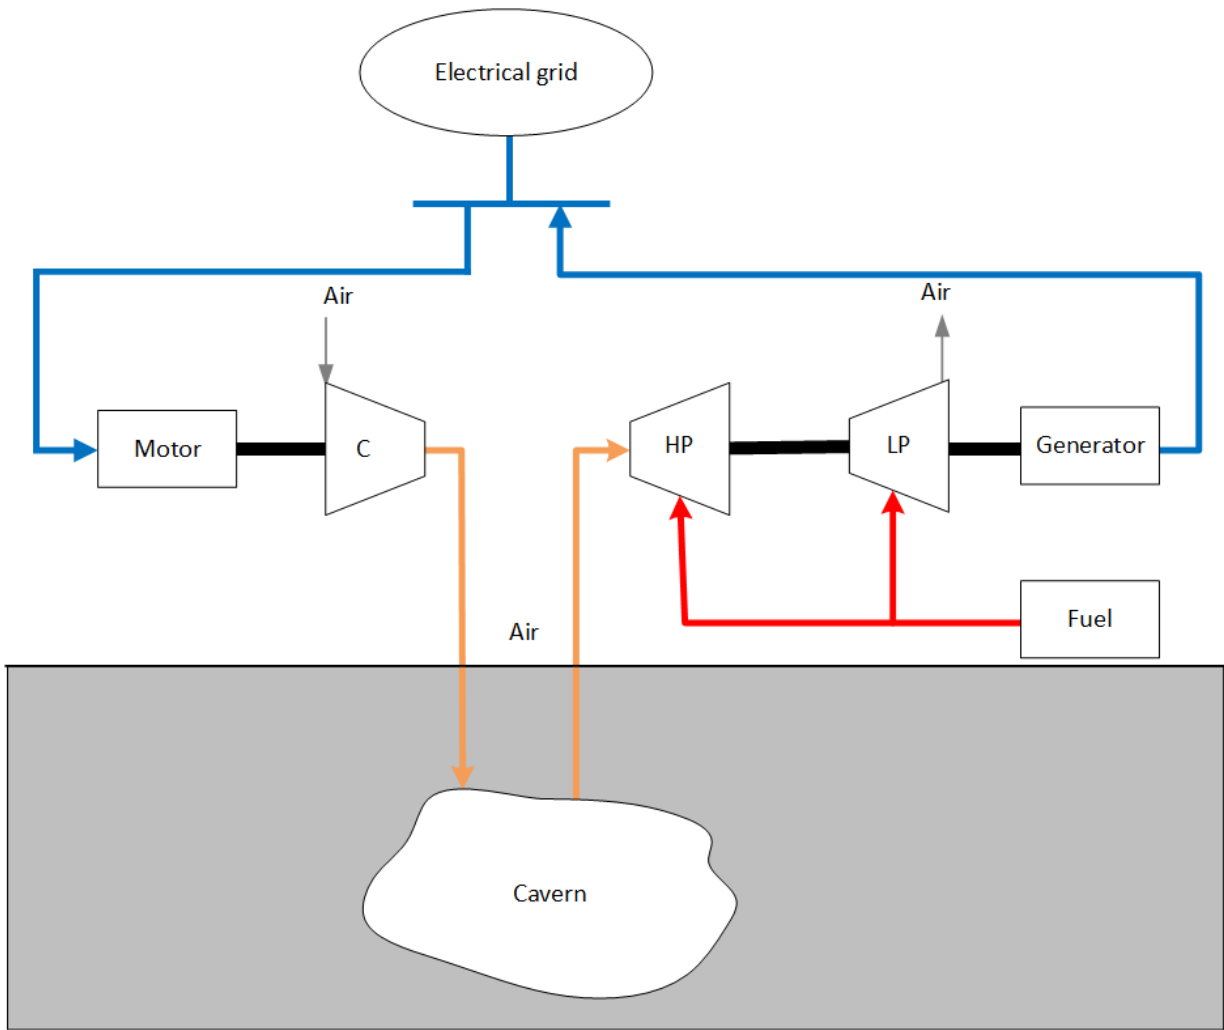 Electrical grid
Air
Air
Motor
C
HP
LP
Generator
Fuel
Air
Cavern